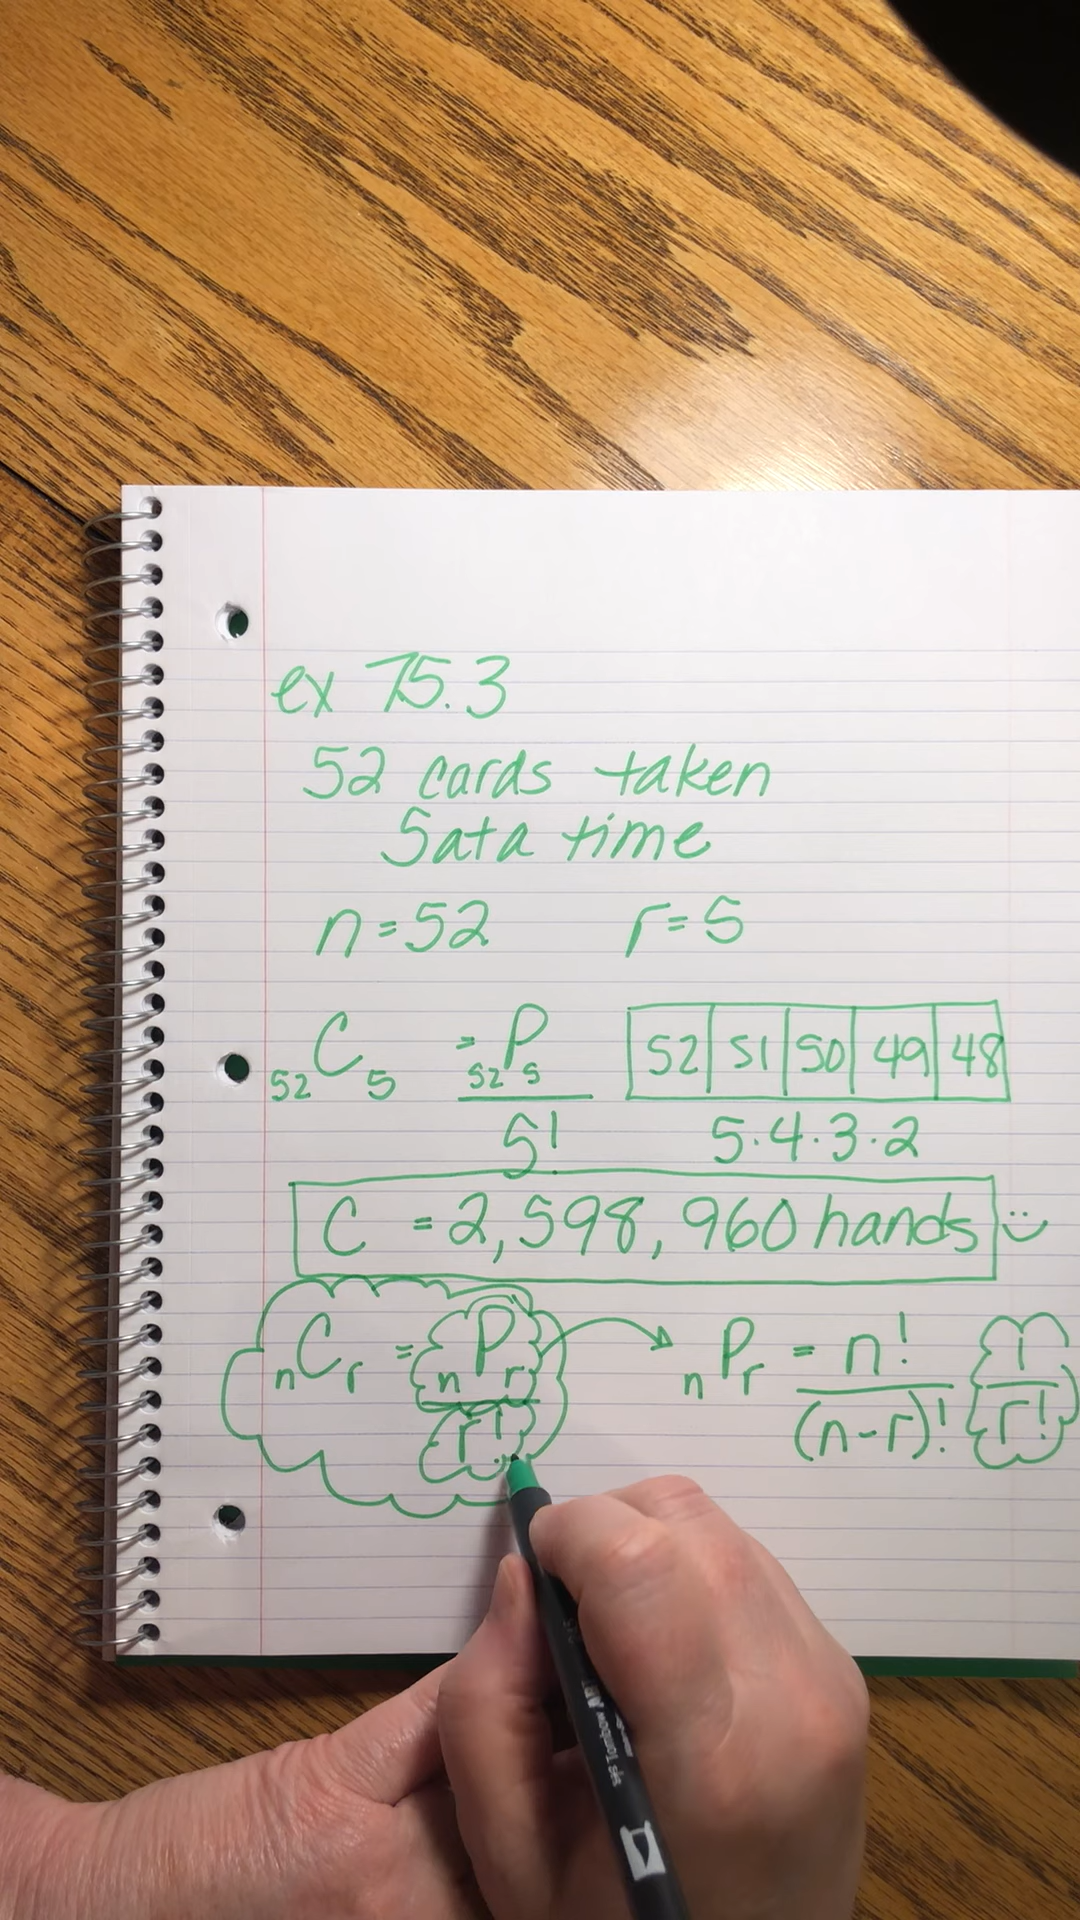 ex 75.3
52 cards taken
5 at a time
n = 52 r = 5
52C5 = 52P5 / 5! 52 51 50 49 48
5·4·3·2
C = 2,598,960 hands :)
nCr = nPr / r! → nPr = n! / (n-r)! 1 / r!
Tombow